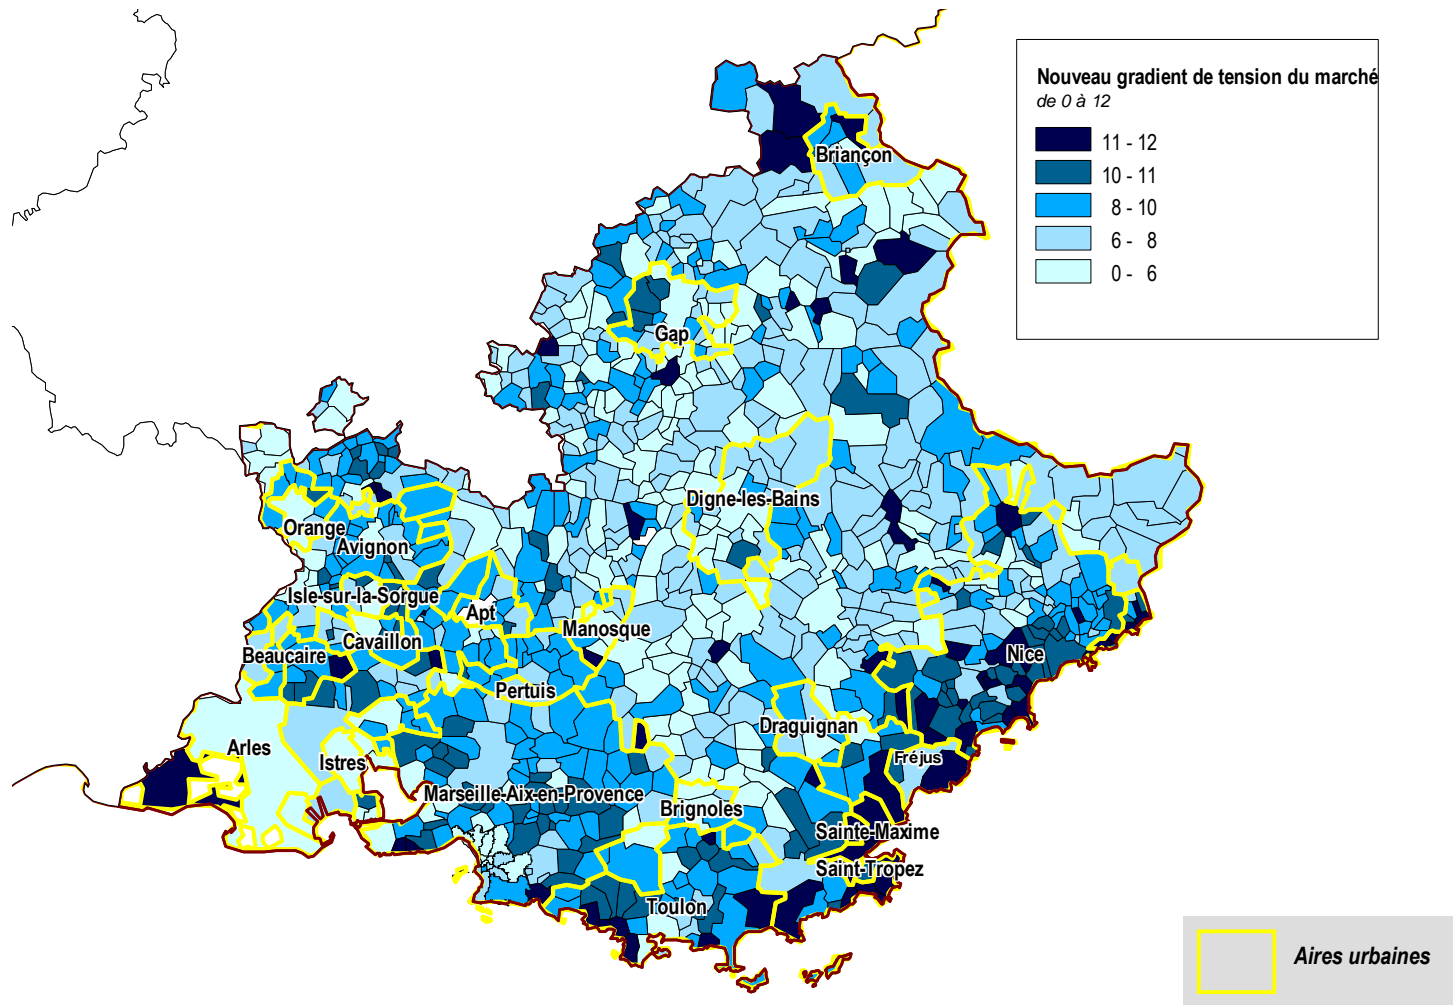 Nouveau gradient de tension du marché
de 0 à 12
11 - 12
10 - 11
8 - 10
6 - 8
0 - 6
Briançon
Gap
Digne-les-Bains
Orange
Avignon
Isle-sur-la-Sorgue
Apt
Manosque
Cavaillon
Beaucaire
Nice
Pertuis
Draguignan
Arles
Istres
Fréjus
Marseille-Aix-en-Provence
Brignoles
Sainte-Maxime
Saint-Tropez
Toulon
Aires urbaines